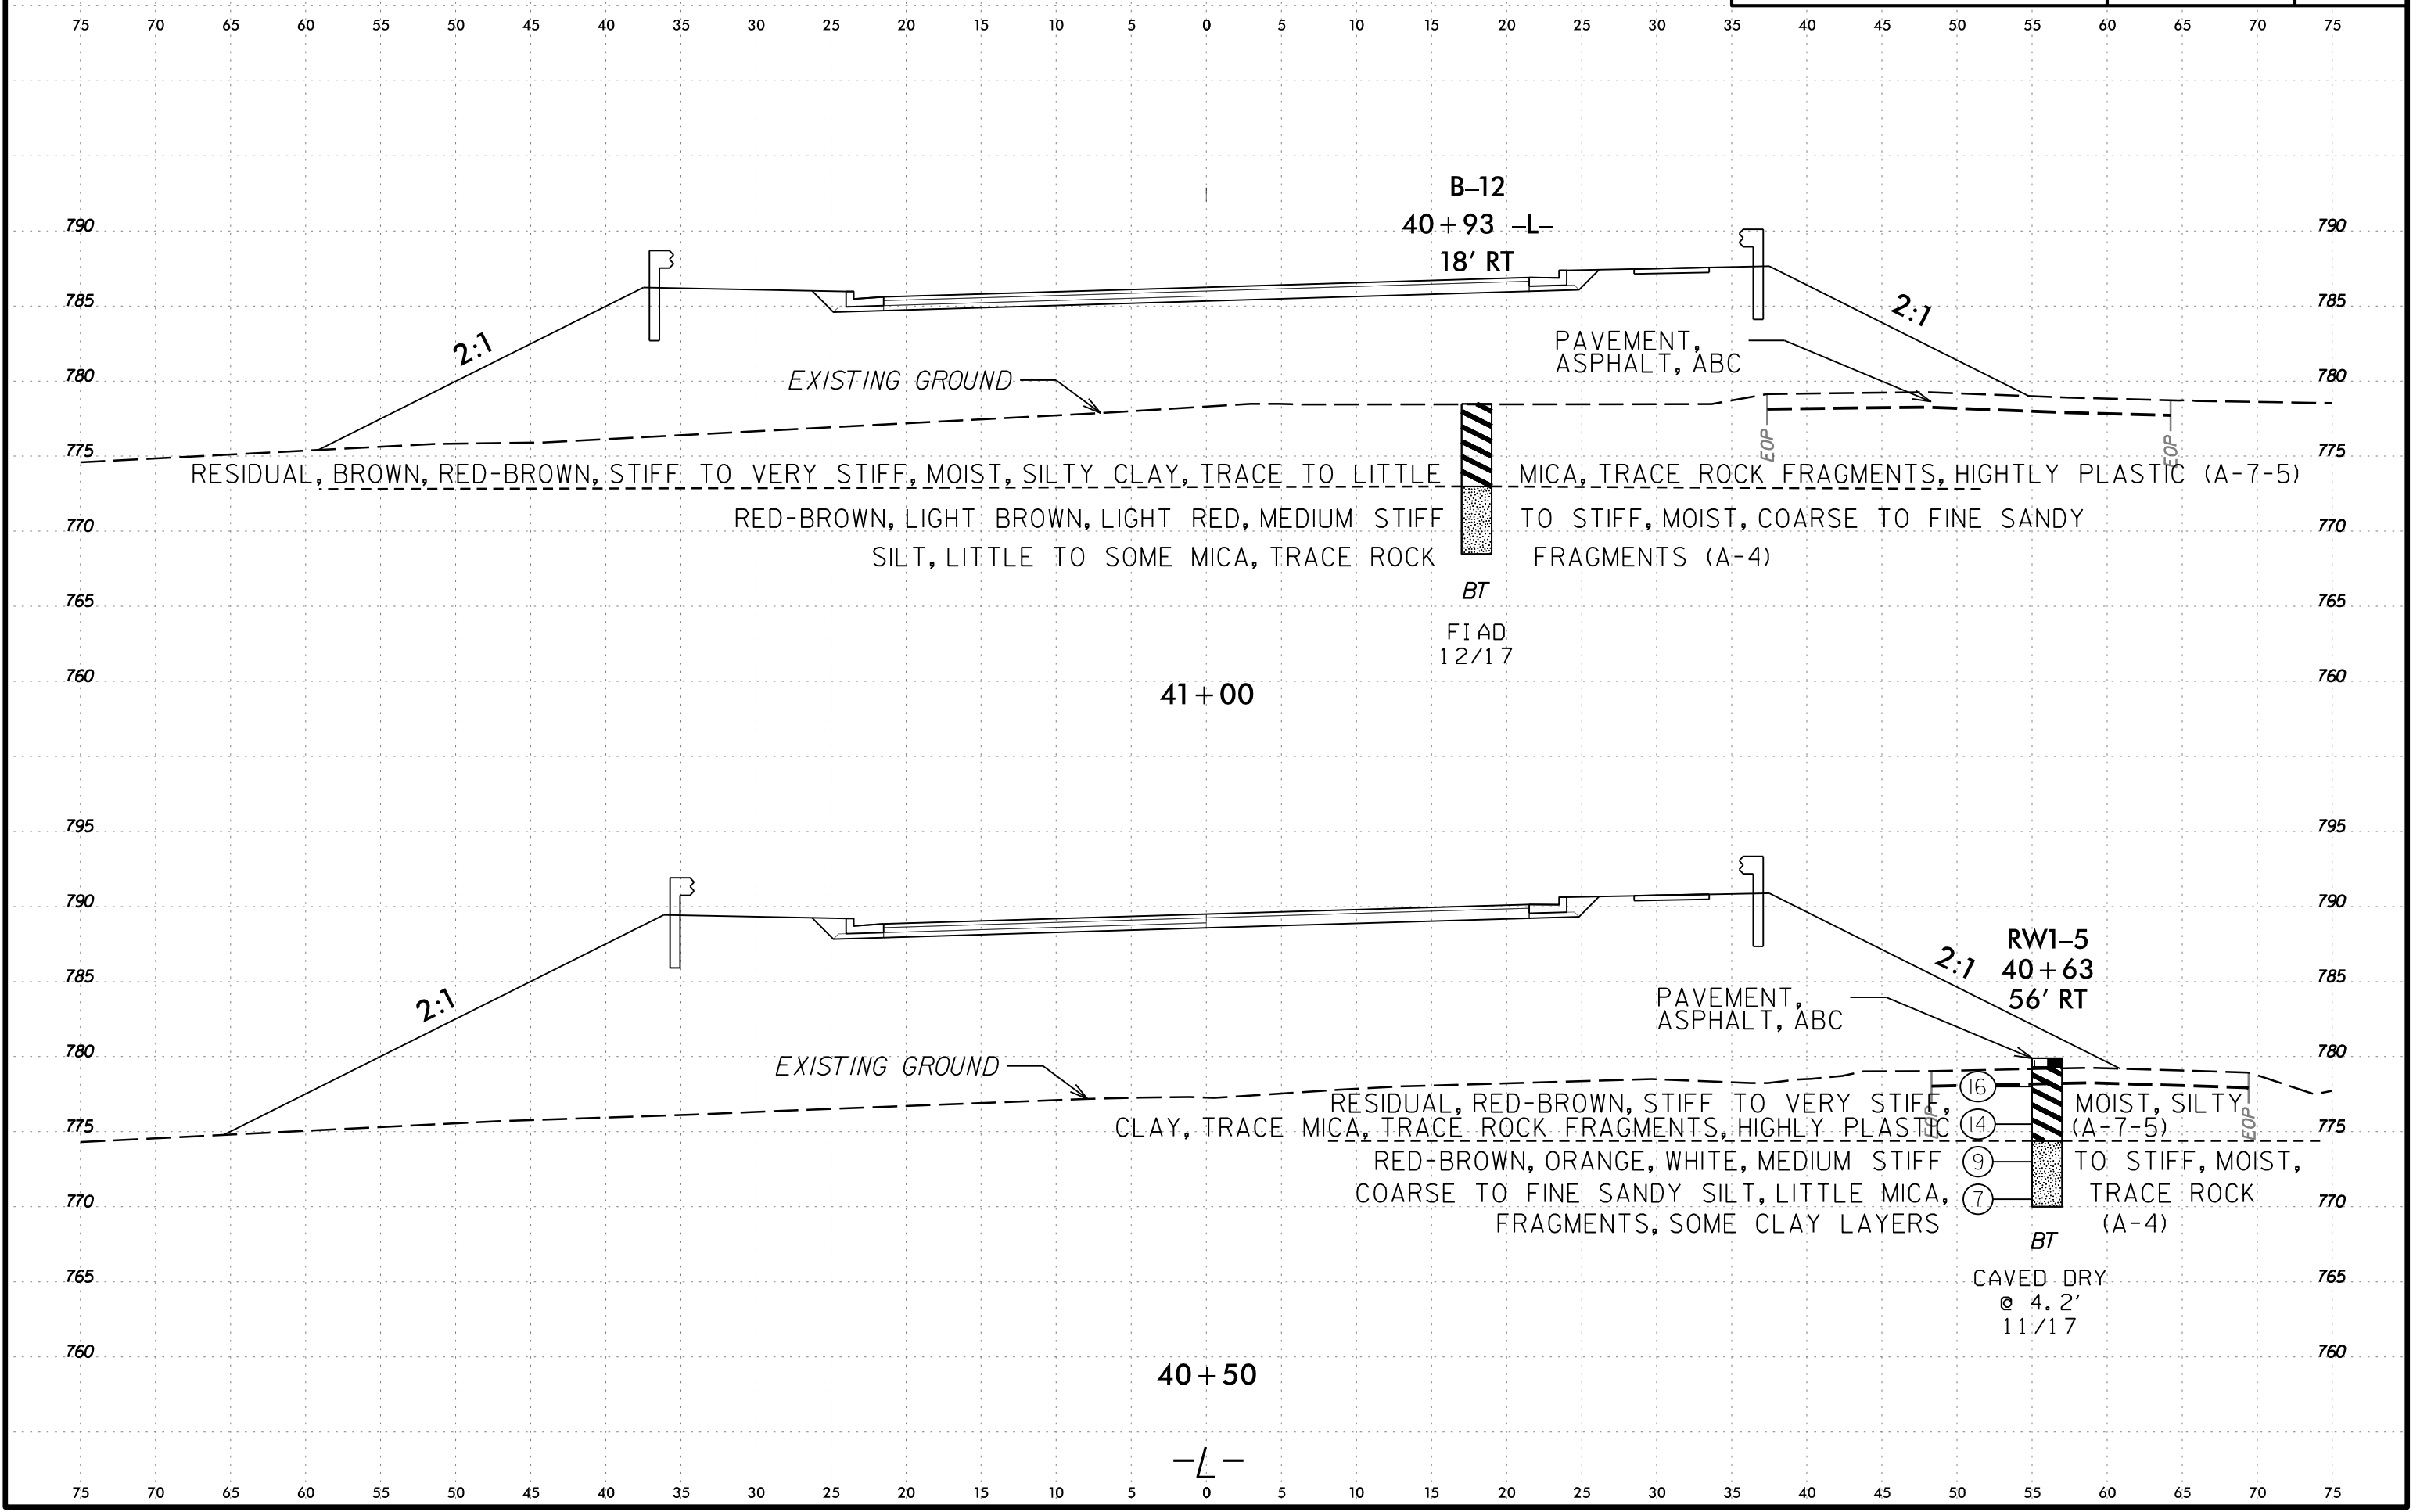 75 70 65 60 55 50 45 40 35 30 25 20 15 10 5 0 5 10 15 20 25 30 35 40 45 50 55 60 65 70 75
B–12
40+93 –L–
18' RT
790 790
785 785
2:1 2:1
PAVEMENT,
ASPHALT, ABC
780 780
EXISTING GROUND
EOP EOP
775 775
RESIDUAL, BROWN, RED-BROWN, STIFF TO VERY STIFF, MOIST, SILTY CLAY, TRACE TO LITTLE MICA, TRACE ROCK FRAGMENTS, HIGHTLY PLASTIC (A-7-5)
770 RED-BROWN, LIGHT BROWN, LIGHT RED, MEDIUM STIFF TO STIFF, MOIST, COARSE TO FINE SANDY 770
SILT, LITTLE TO SOME MICA, TRACE ROCK FRAGMENTS (A-4)
BT
765 765
FIAD
12/17
760 760
41+00
795 795
790 790
RW1–5
40+63
56' RT
785 785
2:1 2:1
PAVEMENT,
ASPHALT, ABC
780 780
EXISTING GROUND
16
RESIDUAL, RED-BROWN, STIFF TO VERY STIFF, MOIST, SILTY
EOP EOP
775 CLAY, TRACE MICA, TRACE ROCK FRAGMENTS, HIGHLY PLASTIC 14 (A-7-5) 775
RED-BROWN, ORANGE, WHITE, MEDIUM STIFF 9 TO STIFF, MOIST,
770 COARSE TO FINE SANDY SILT, LITTLE MICA, 7 TRACE ROCK 770
FRAGMENTS, SOME CLAY LAYERS (A-4)
BT
765 765
CAVED DRY
@ 4.2'
11/17
760 760
40+50
–L–
75 70 65 60 55 50 45 40 35 30 25 20 15 10 5 0 5 10 15 20 25 30 35 40 45 50 55 60 65 70 75